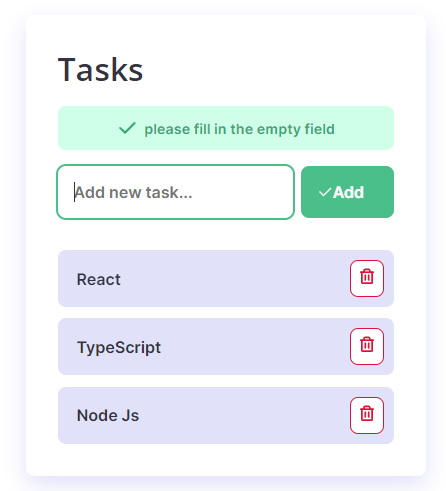 Tasks
please fill in the empty field
Add new task...
Add
React
TypeScript
Node Js